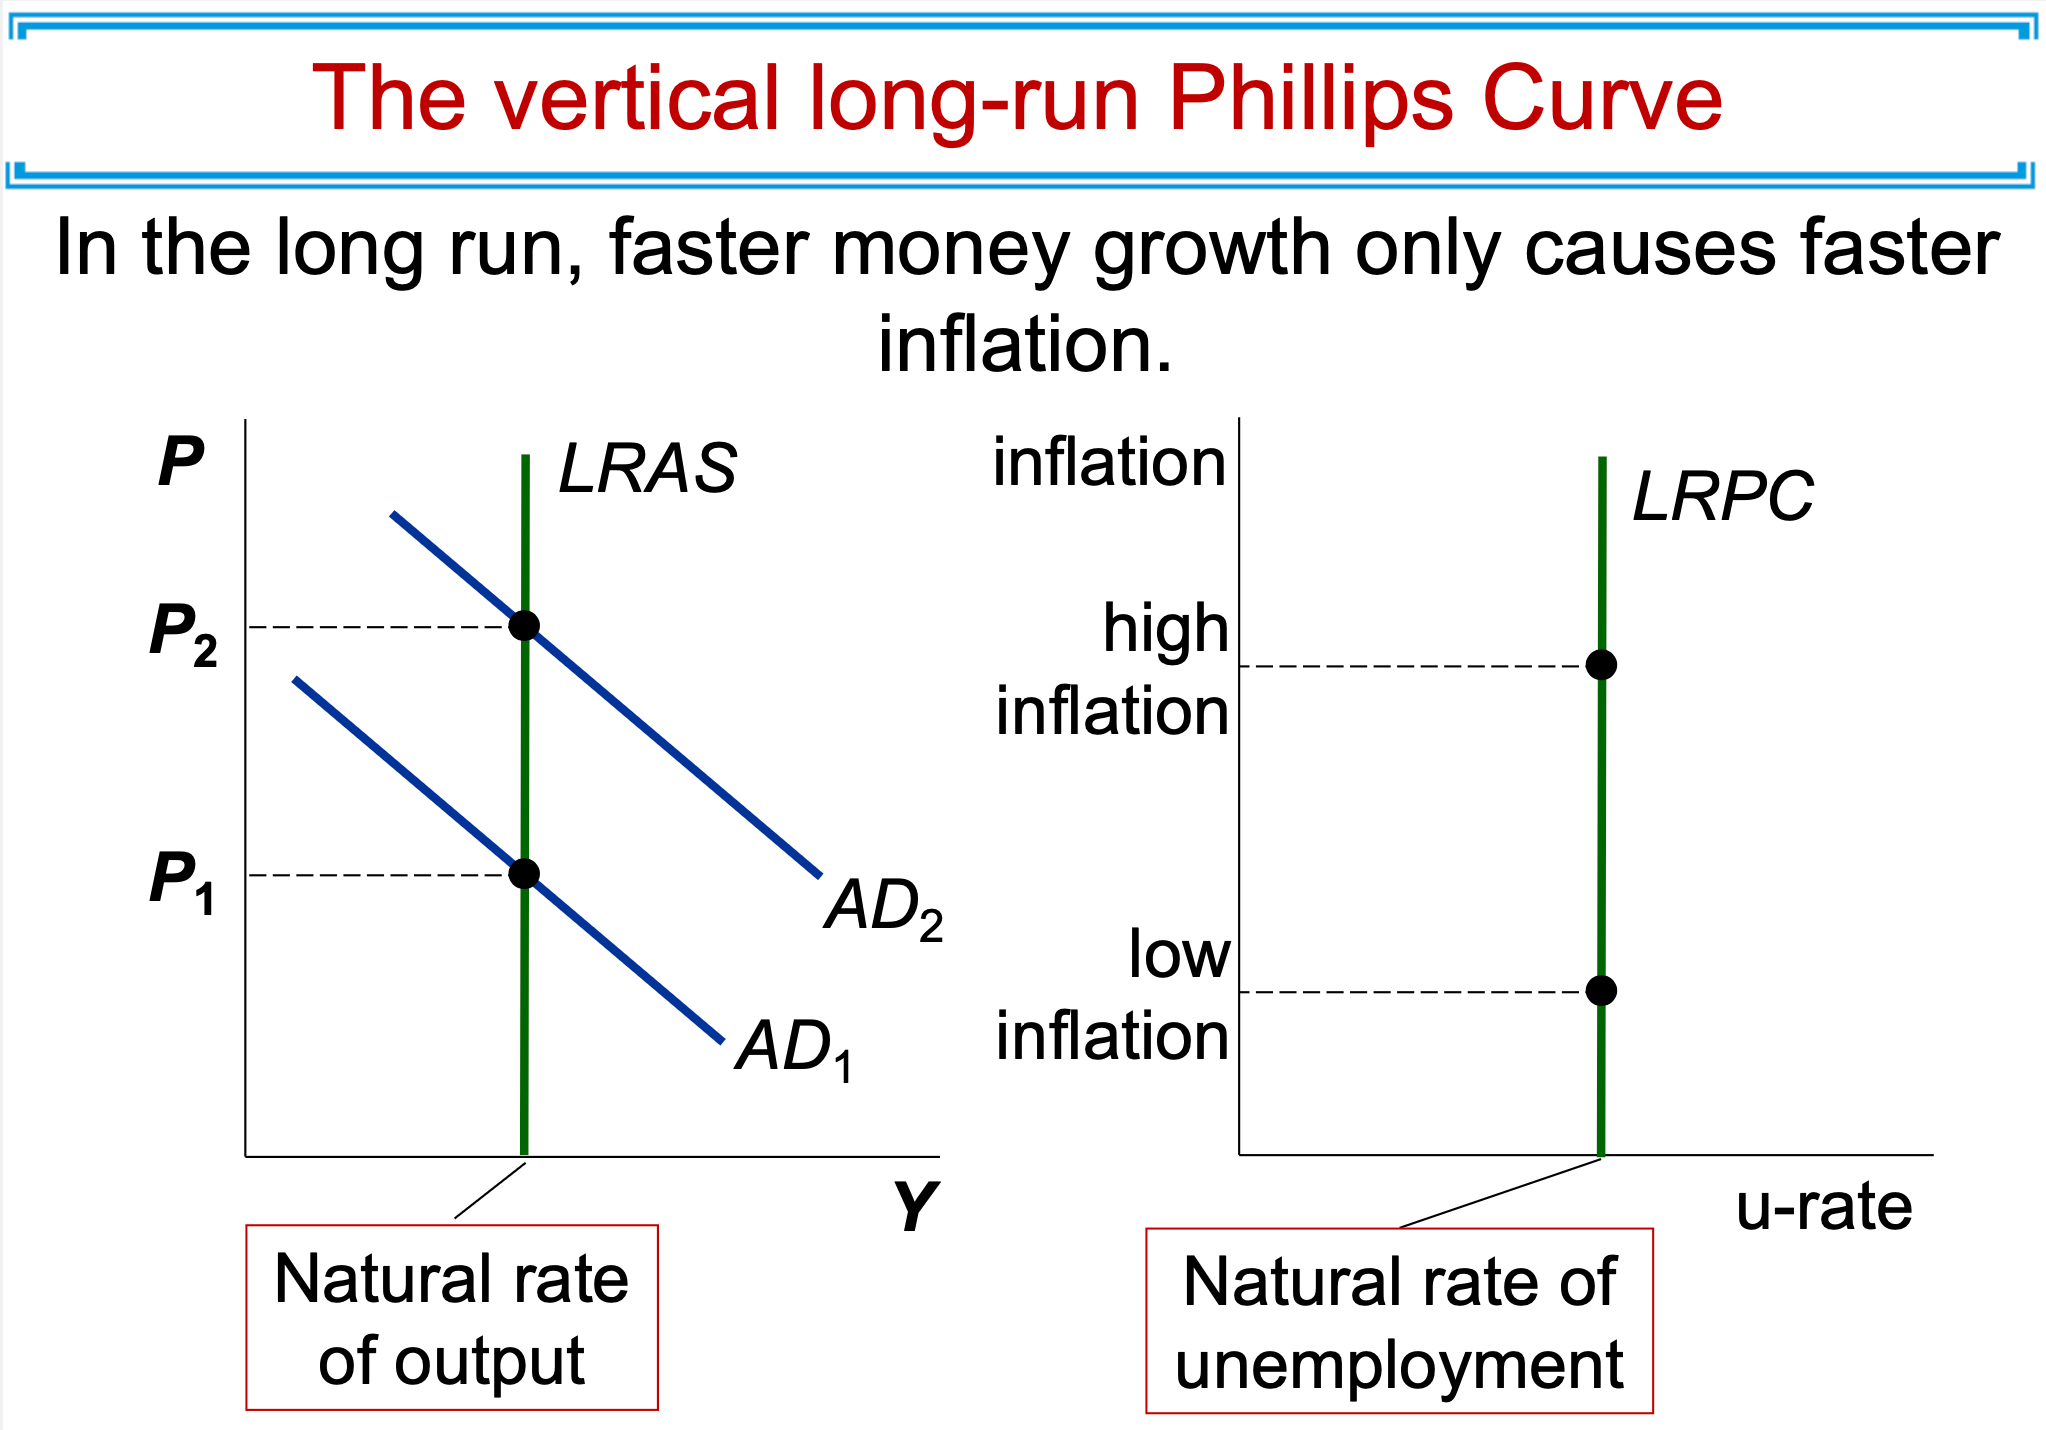 The vertical long-run Phillips Curve
In the long run, faster money growth only causes faster
inflation.
P
LRAS
P2
P1
AD2
AD1
Y
Natural rate
of output
inflation
LRPC
high
inflation
low
inflation
u-rate
Natural rate of
unemployment